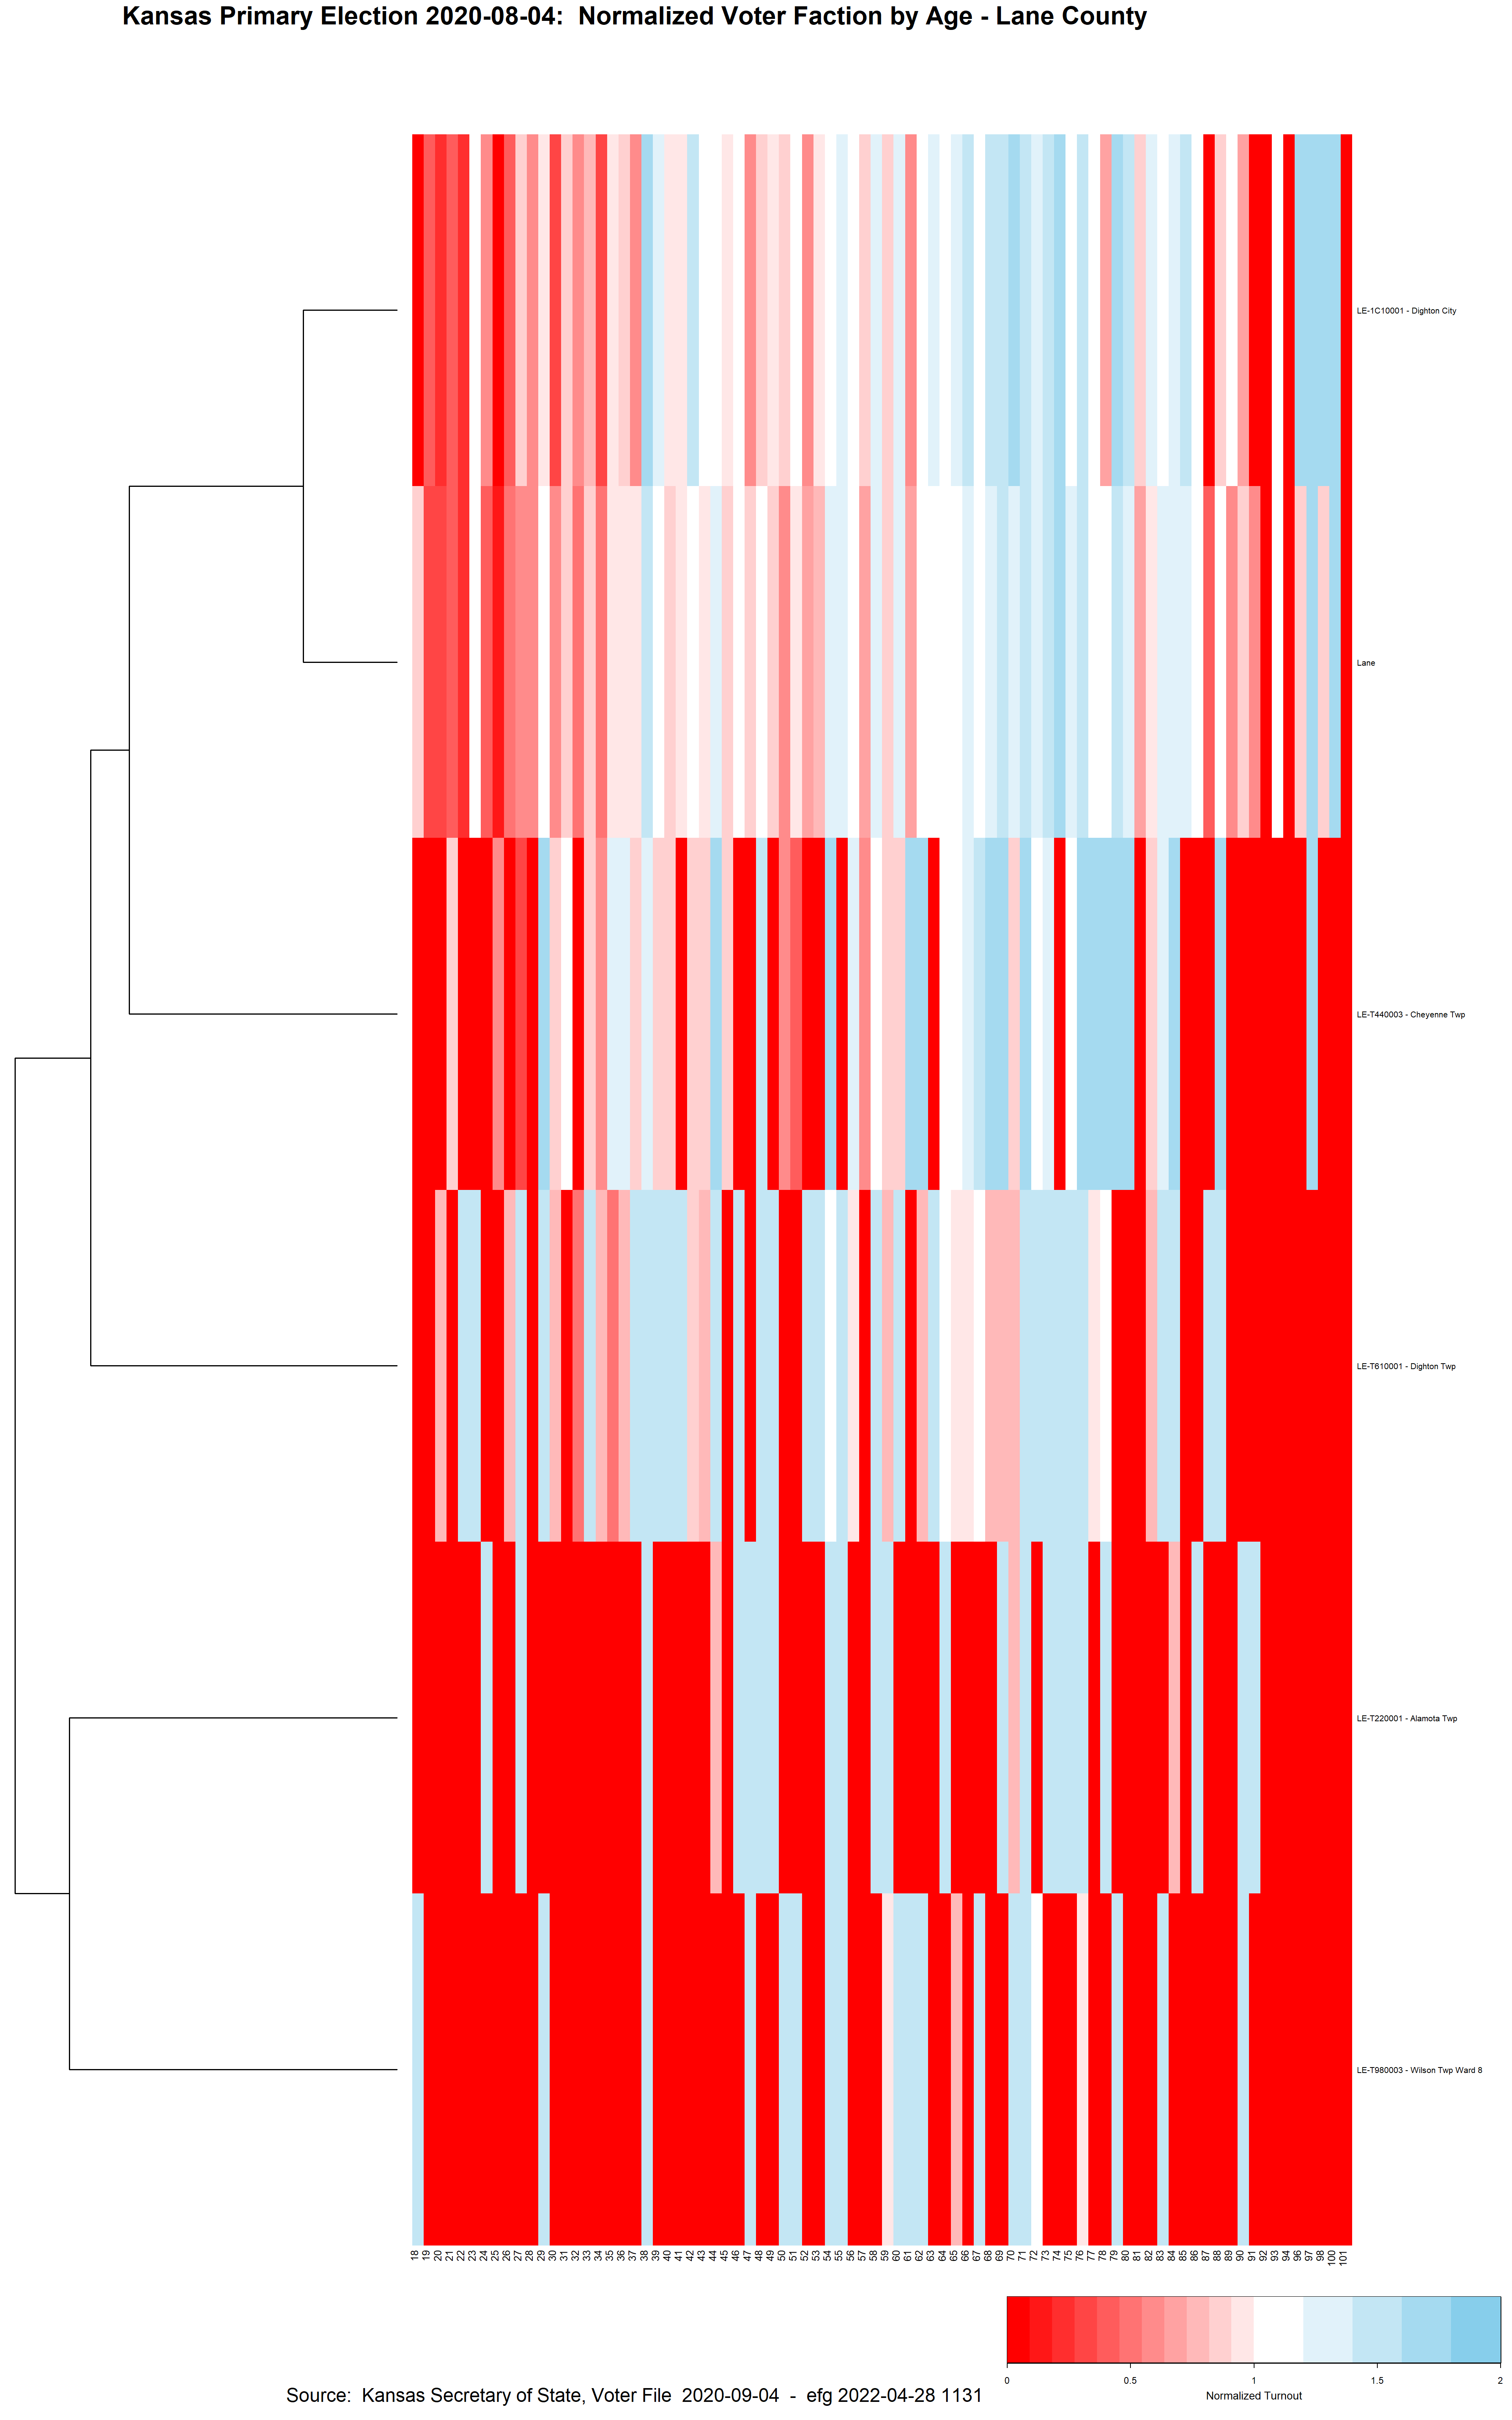 Kansas Primary Election 2020-08-04:  Normalized Voter Faction by Age - Lane County
LE-1C10001 - Dighton City
Lane
LE-T440003 - Cheyenne Twp
LE-T610001 - Dighton Twp
LE-T220001 - Alamota Twp
LE-T980003 - Wilson Twp Ward 8
18 19 20 21 22 23 24 25 26 27 28 29 30 31 32 33 34 35 36 37 38 39 40 41 42 43 44 45 46 47 48 49 50 51 52 53 54 55 56 57 58 59 60 61 62 63 64 65 66 67 68 69 70 71 72 73 74 75 76 77 78 79 80 81 82 83 84 85 86 87 88 89 90 91 92 93 94 96 97 98 100 101
0 0.5 1 1.5 2
Normalized Turnout
Source:  Kansas Secretary of State, Voter File  2020-09-04  -  efg 2022-04-28 1131